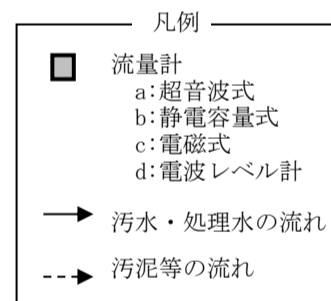 凡例
流量計
a:超音波式
b:静電容量式
c:電磁式
d:電波レベル計
汚水・処理水の流れ
汚泥等の流れ